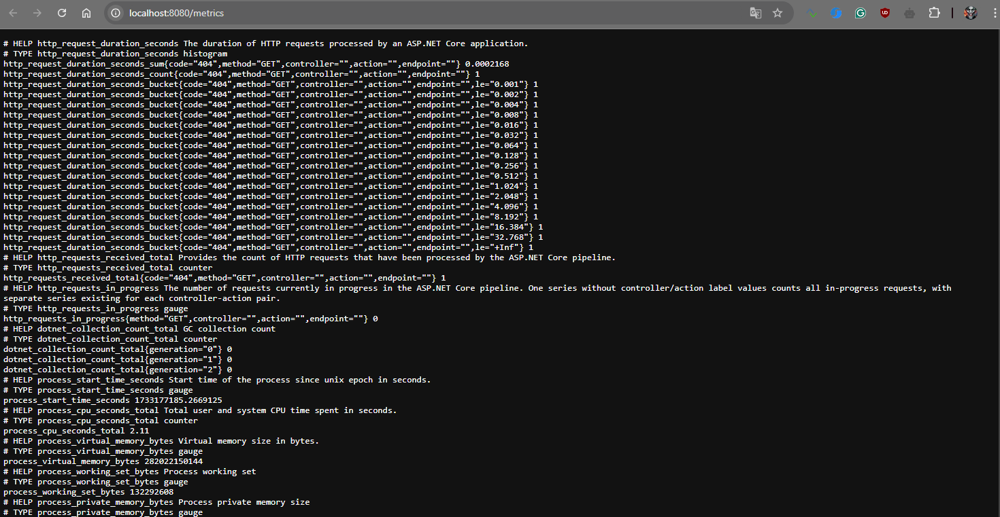 localhost:8080/metrics
# HELP http_request_duration_seconds The duration of HTTP requests processed by an ASP.NET Core application.
# TYPE http_request_duration_seconds histogram
http_request_duration_seconds_sum{code="404",method="GET",controller="",action="",endpoint=""} 0.0002168
http_request_duration_seconds_count{code="404",method="GET",controller="",action="",endpoint=""} 1
http_request_duration_seconds_bucket{code="404",method="GET",controller="",action="",endpoint="",le="0.001"} 1
http_request_duration_seconds_bucket{code="404",method="GET",controller="",action="",endpoint="",le="0.002"} 1
http_request_duration_seconds_bucket{code="404",method="GET",controller="",action="",endpoint="",le="0.004"} 1
http_request_duration_seconds_bucket{code="404",method="GET",controller="",action="",endpoint="",le="0.008"} 1
http_request_duration_seconds_bucket{code="404",method="GET",controller="",action="",endpoint="",le="0.016"} 1
http_request_duration_seconds_bucket{code="404",method="GET",controller="",action="",endpoint="",le="0.032"} 1
http_request_duration_seconds_bucket{code="404",method="GET",controller="",action="",endpoint="",le="0.064"} 1
http_request_duration_seconds_bucket{code="404",method="GET",controller="",action="",endpoint="",le="0.128"} 1
http_request_duration_seconds_bucket{code="404",method="GET",controller="",action="",endpoint="",le="0.256"} 1
http_request_duration_seconds_bucket{code="404",method="GET",controller="",action="",endpoint="",le="0.512"} 1
http_request_duration_seconds_bucket{code="404",method="GET",controller="",action="",endpoint="",le="1.024"} 1
http_request_duration_seconds_bucket{code="404",method="GET",controller="",action="",endpoint="",le="2.048"} 1
http_request_duration_seconds_bucket{code="404",method="GET",controller="",action="",endpoint="",le="4.096"} 1
http_request_duration_seconds_bucket{code="404",method="GET",controller="",action="",endpoint="",le="8.192"} 1
http_request_duration_seconds_bucket{code="404",method="GET",controller="",action="",endpoint="",le="16.384"} 1
http_request_duration_seconds_bucket{code="404",method="GET",controller="",action="",endpoint="",le="32.768"} 1
http_request_duration_seconds_bucket{code="404",method="GET",controller="",action="",endpoint="",le="+Inf"} 1
# HELP http_requests_received_total Provides the count of HTTP requests that have been processed by the ASP.NET Core pipeline.
# TYPE http_requests_received_total counter
http_requests_received_total{code="404",method="GET",controller="",action="",endpoint=""} 1
# HELP http_requests_in_progress The number of requests currently in progress in the ASP.NET Core pipeline. One series without controller/action label values counts all in-progress requests, with
separate series existing for each controller-action pair.
# TYPE http_requests_in_progress gauge
http_requests_in_progress{method="GET",controller="",action="",endpoint=""} 0
# HELP dotnet_collection_count_total GC collection count
# TYPE dotnet_collection_count_total counter
dotnet_collection_count_total{generation="0"} 0
dotnet_collection_count_total{generation="1"} 0
dotnet_collection_count_total{generation="2"} 0
# HELP process_start_time_seconds Start time of the process since unix epoch in seconds.
# TYPE process_start_time_seconds gauge
process_start_time_seconds 1733177185.2669125
# HELP process_cpu_seconds_total Total user and system CPU time spent in seconds.
# TYPE process_cpu_seconds_total counter
process_cpu_seconds_total 2.11
# HELP process_virtual_memory_bytes Virtual memory size in bytes.
# TYPE process_virtual_memory_bytes gauge
process_virtual_memory_bytes 282022150144
# HELP process_working_set_bytes Process working set
# TYPE process_working_set_bytes gauge
process_working_set_bytes 132292608
# HELP process_private_memory_bytes Process private memory size
# TYPE process_private_memory_bytes gauge